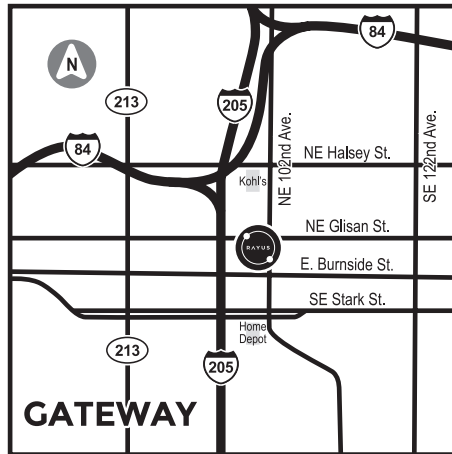 84
N
213
205
NE 102nd Ave.
SE 122nd Ave.
84
NE Halsey St.
Kohl's
NE Glisan St.
RAYUS
E. Burnside St.
SE Stark St.
Home
Depot
213
205
GATEWAY